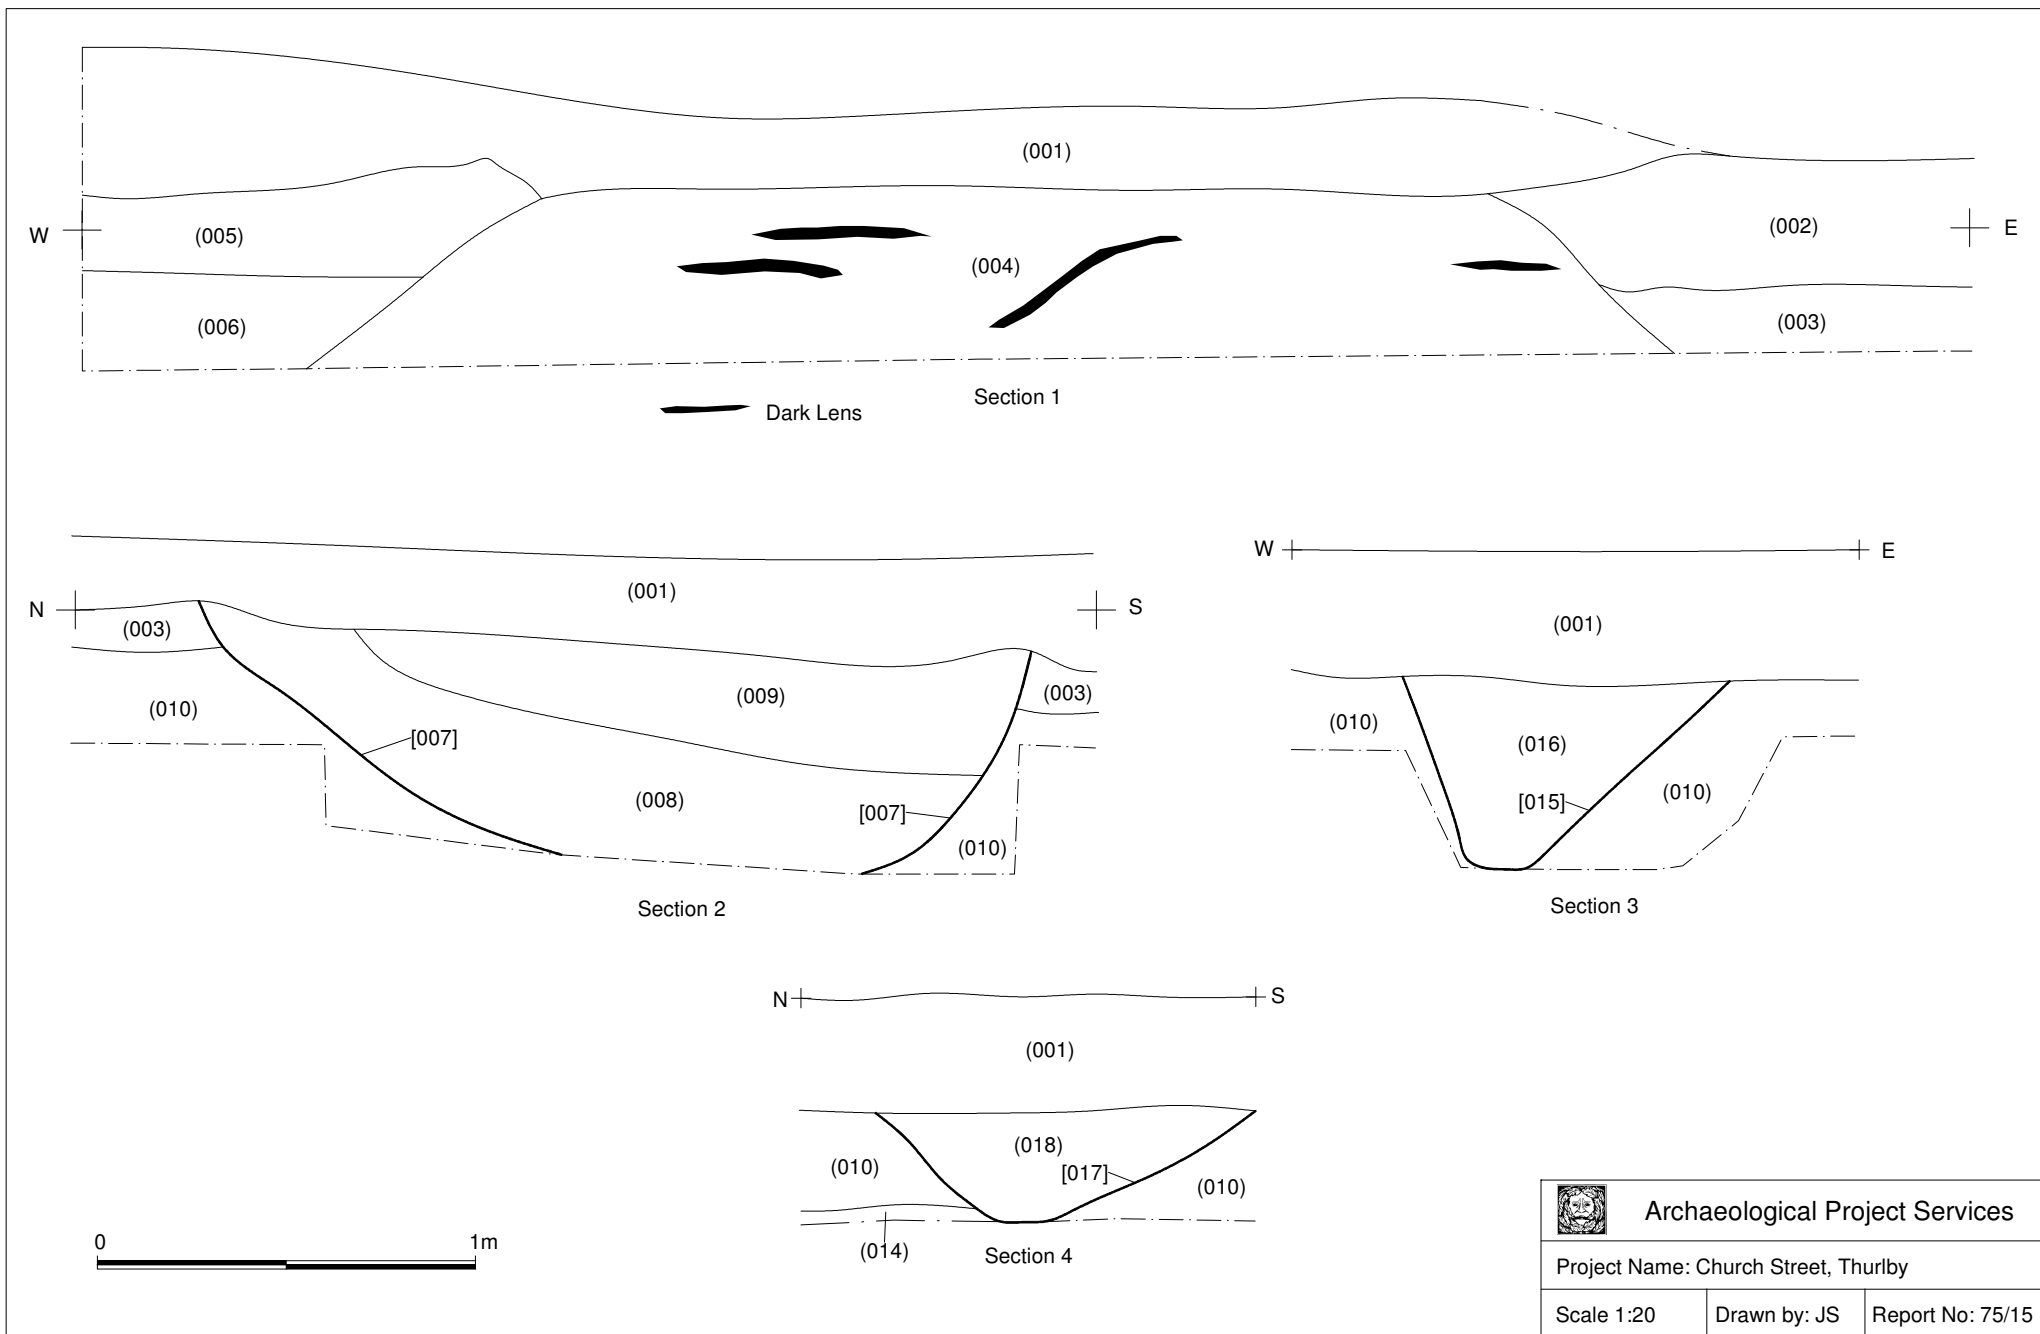 (001)
W
(005)
(004)
(002)
E
(006)
(003)
Section 1
Dark Lens
N
(001)
S
(003)
(009)
(003)
(010)
[007]
(008)
[007]
(010)
Section 2
W
E
(001)
(010)
(016)
[015]
(010)
Section 3
N
S
(001)
(018)
(010)
[017]
(010)
(014)
Section 4
0
1m
Archaeological Project Services
Project Name: Church Street, Thurlby
Scale 1:20
Drawn by: JS
Report No: 75/15